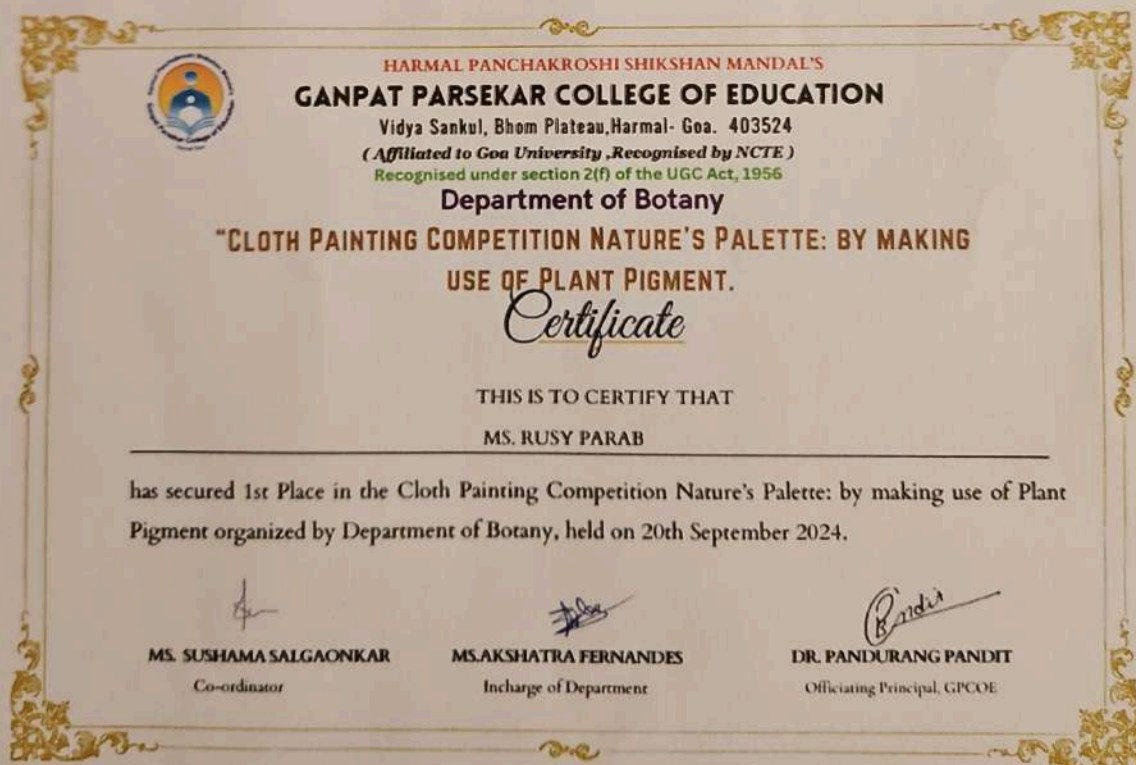 HARMAL PANCHAKROSHI SHIKSHAN MANDAL'S
GANPAT PARSEKAR COLLEGE OF EDUCATION
Vidya Sankul, Bhom Plateau,Harmal- Goa. 403524
(Affiliated to Goa University ,Recognised by NCTE)
Recognised under section 2(f) of the UGC Act, 1956
Department of Botany
"CLOTH PAINTING COMPETITION NATURE'S PALETTE: BY MAKING
USE OF PLANT PIGMENT.
Certificate
THIS IS TO CERTIFY THAT
MS. RUSY PARAB
has secured 1st Place in the Cloth Painting Competition Nature's Palette: by making use of Plant
Pigment organized by Department of Botany, held on 20th September 2024.
MS. SUSHAMA SALGAONKAR
Co-ordinator
MS.AKSHATRA FERNANDES
Incharge of Department
DR. PANDURANG PANDIT
Officiating Principal, GPCOE